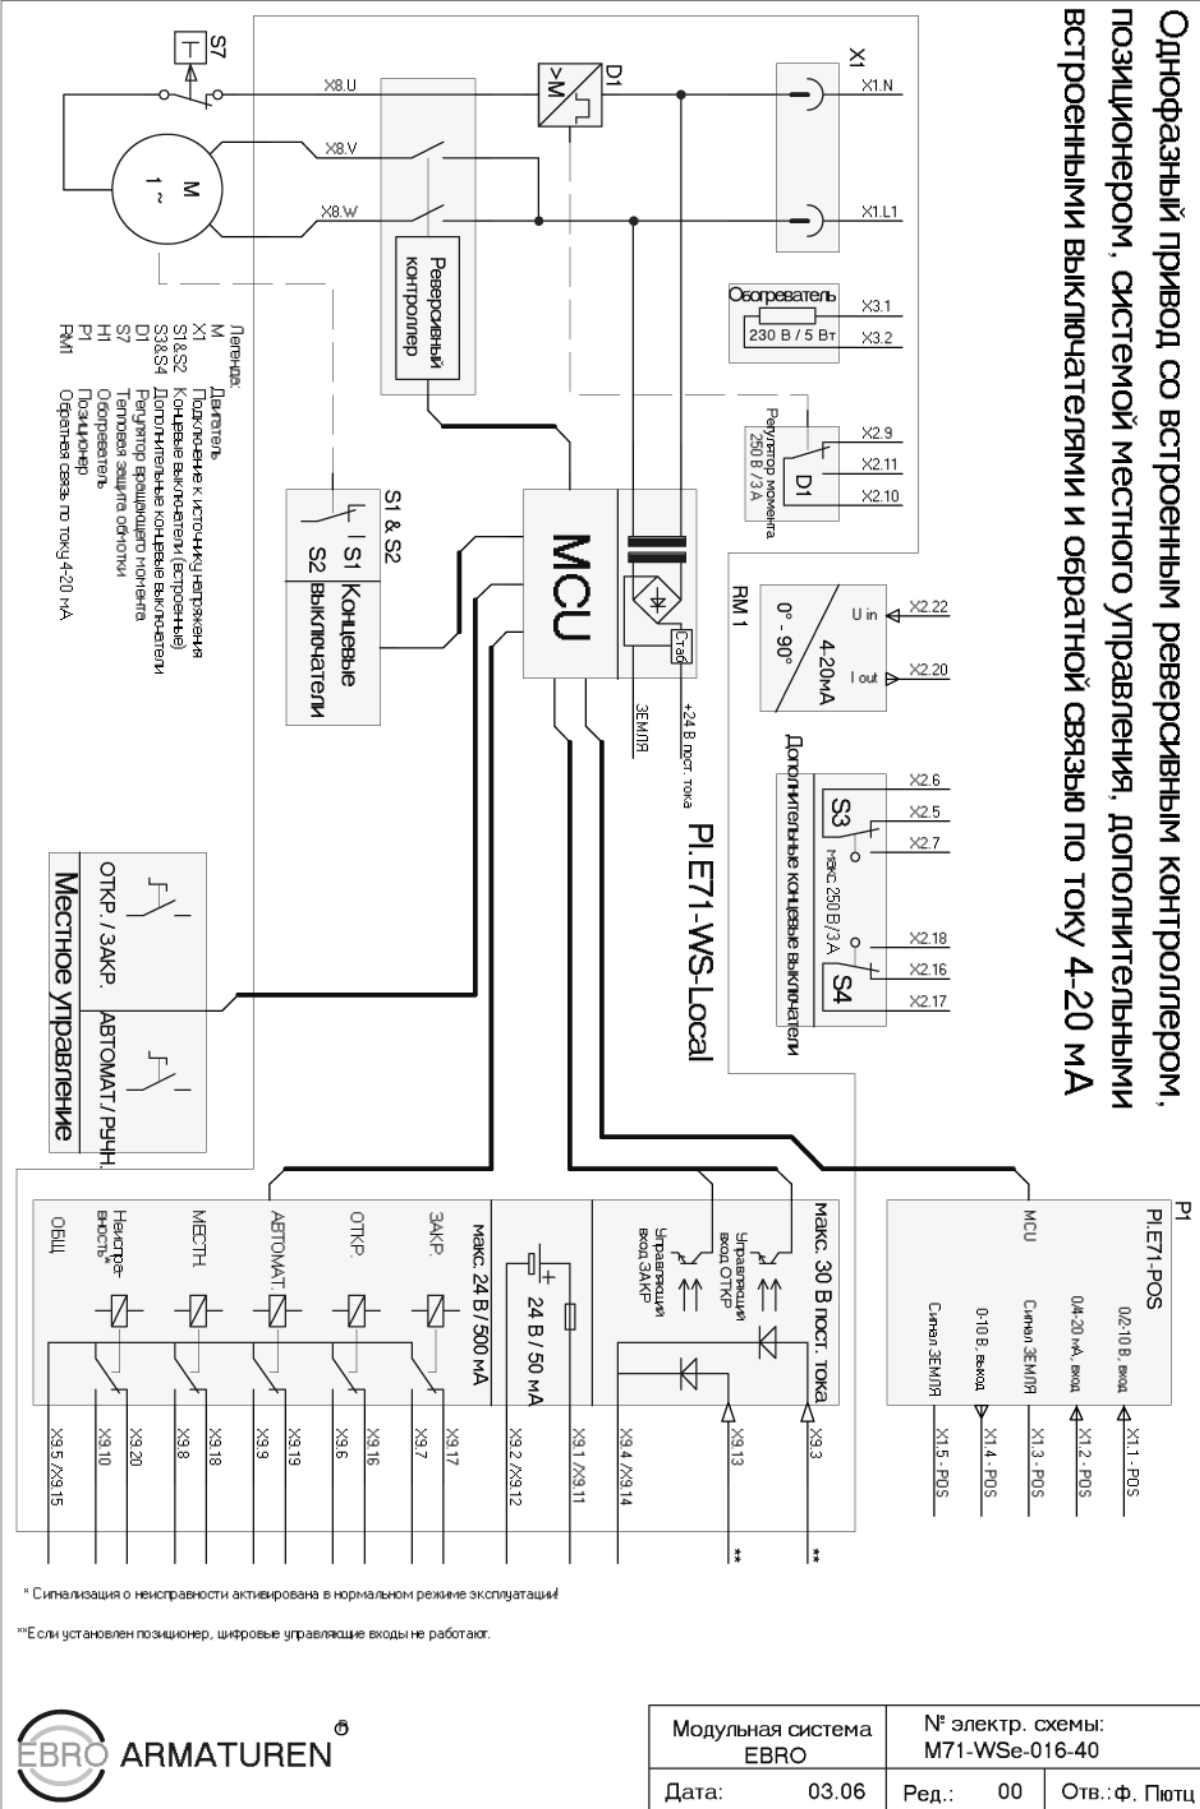 Однофазный привод со встроенным реверсивным контроллером,
позиционером, системой местного управления, дополнительными
встроенными выключателями и обратной связью по току 4-20 мА
X1
X1.N
X1.L1
D1
>M
S7
X8.U
X8.V
X8.W
M
1 ~
Реверсивный
контроллер
Обогреватель
230 В / 5 Вт
X3.1
X3.2
Регулятор момента
250 В / 3 А
D1
X2.9
X2.11
X2.10
Легенда:
M Двигатель
X1 Подключение к источнику напряжения
S1&S2 Концевые выключатели (встроенные)
S3&S4 Дополнительные концевые выключатели
D1 Регулятор вращающего момента
S7 Тепловая защита обмотки
H1 Обогреватель
P1 Позиционер
RM1 Обратная связь по току 4-20 мА
S1 & S2
S1
S2
Концевые
выключатели
MCU
Стаб
ЗЕМЛЯ
+24 В пост. тока
RM1
0° - 90°
4-20мА
U in
I out
X2.22
X2.20
Дополнительные концевые выключатели
S3
макс 250 В / 3 А
S4
X2.6
X2.5
X2.7
X2.18
X2.16
X2.17
PI.E71-WS-Local
ОТКР. / ЗАКР.
АВТОМАТ./ РУЧН.
Местное управление
P1
PI.E71-POS
MCU
0/2-10 В, вход
0/4-20 мА, вход
Сигнал ЗЕМЛЯ
0-10 В, выход
Сигнал ЗЕМЛЯ
X1.1 - POS
X1.2 - POS
X1.3 - POS
X1.4 - POS
X1.5 - POS
макс. 30 В пост. тока
Управляющий
вход ОТКР
Управляющий
вход ЗАКР
+
24 В / 50 мА
макс. 24 В / 500 мА
ЗАКР.
ОТКР.
АВТОМАТ.
МЕСТН.
Неиспра-
вность*
ОБЩ
X9.3
X9.13
X9.4 /X9.14
X9.1 /X9.11
X9.2 /X9.12
X9.17
X9.7
X9.16
X9.6
X9.19
X9.9
X9.18
X9.8
X9.20
X9.10
X9.5 /X9.15
**
**
* Сигнализация о неисправности активирована в нормальном режиме эксплуатации!
**Если установлен позиционер, цифровые управляющие входы не работают.
EBRO ARMATUREN ®
Модульная система
EBRO
№ электр. схемы:
M71-WSe-016-40
Дата: 03.06
Ред.: 00
Отв.: Ф. Пютц